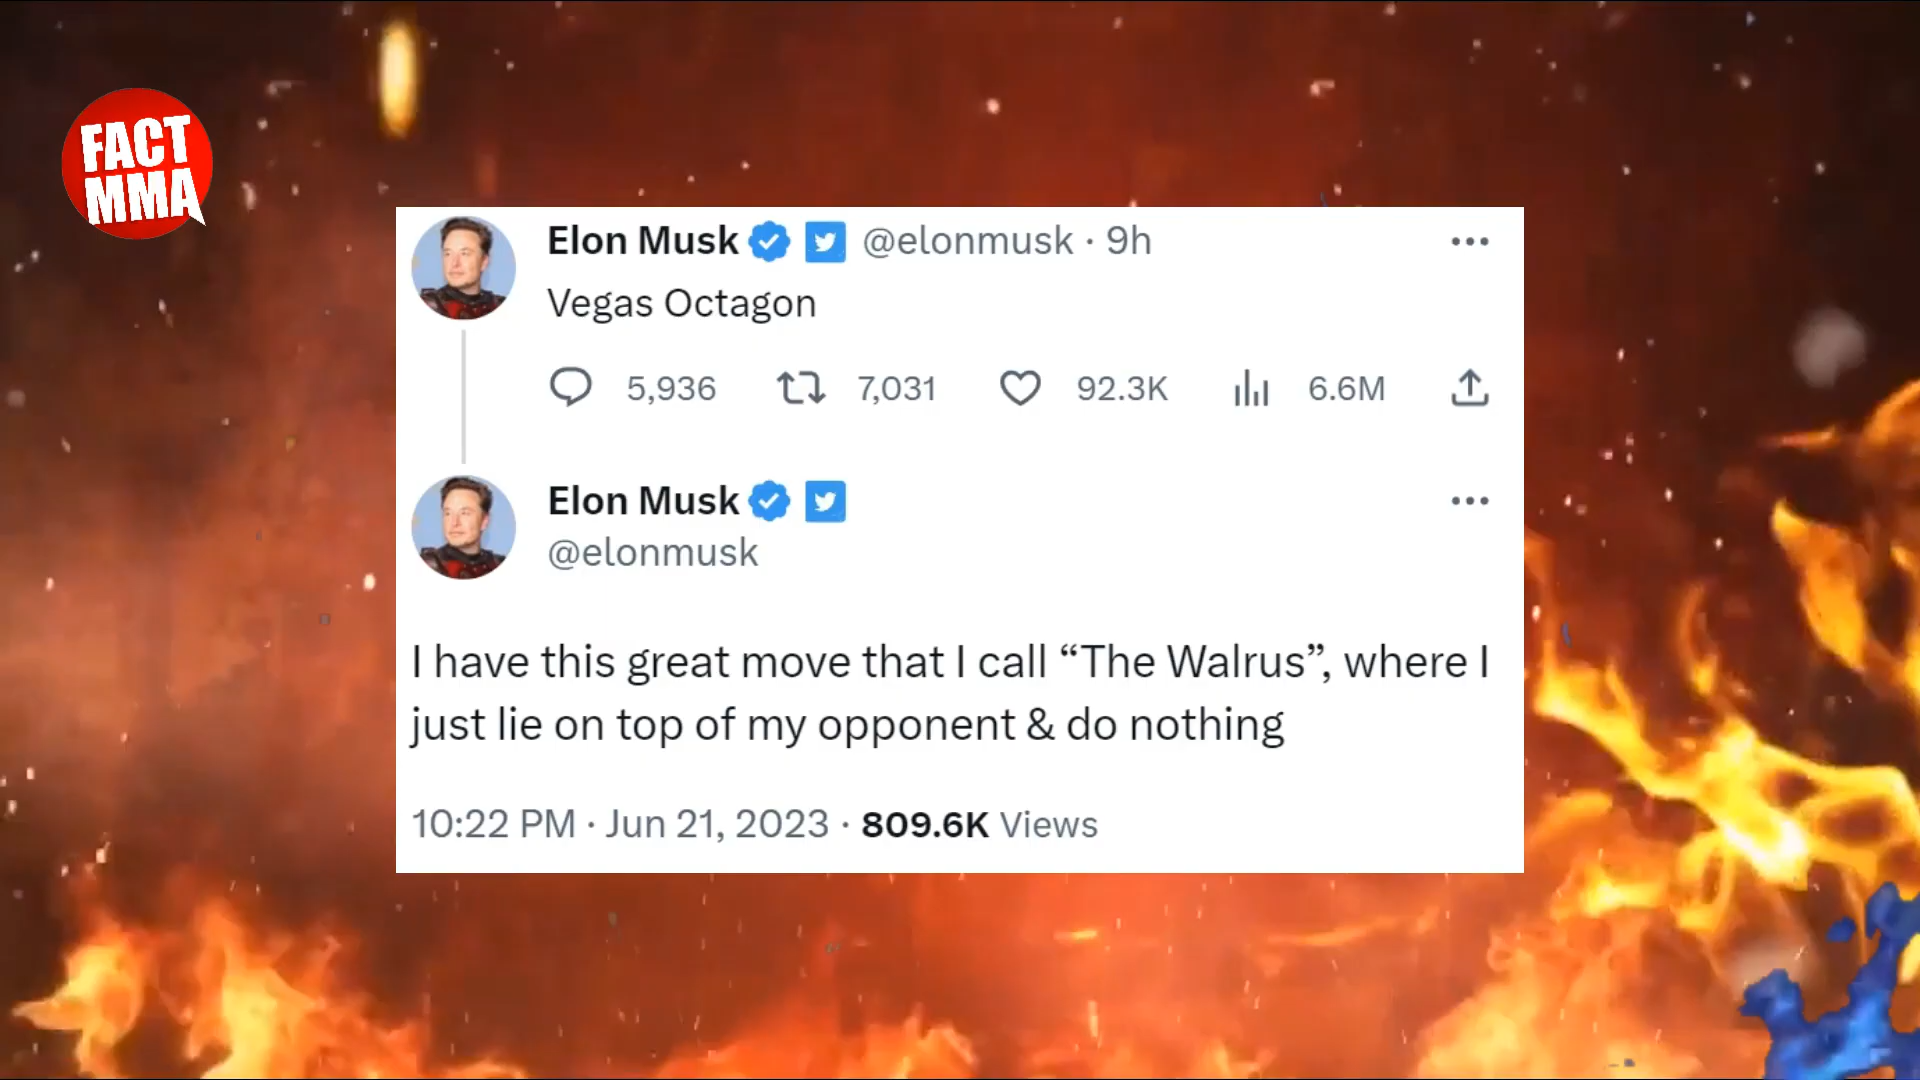 FACT
MMA
Elon Musk @elonmusk · 9h
Vegas Octagon
5,936 7,031 92.3K 6.6M
Elon Musk
@elonmusk
I have this great move that I call “The Walrus”, where I
just lie on top of my opponent & do nothing
10:22 PM · Jun 21, 2023 · 809.6K Views